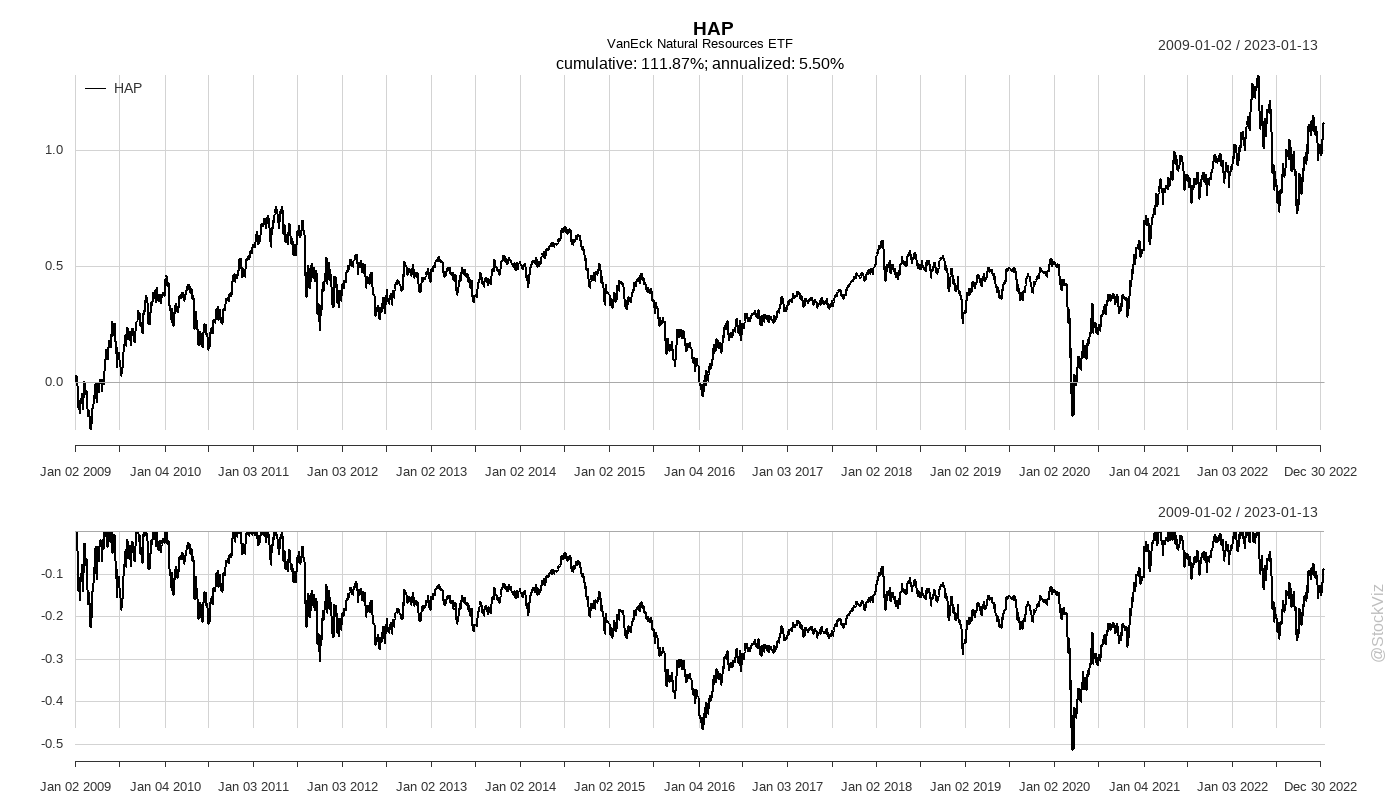 HAP
VanEck Natural Resources ETF
cumulative: 111.87%; annualized: 5.50%
2009-01-02 / 2023-01-13
HAP
1.0
0.5
0.0
Jan 02 2009 Jan 04 2010 Jan 03 2011 Jan 03 2012 Jan 02 2013 Jan 02 2014 Jan 02 2015 Jan 04 2016 Jan 03 2017 Jan 02 2018 Jan 02 2019 Jan 02 2020 Jan 04 2021 Jan 03 2022 Dec 30 2022
2009-01-02 / 2023-01-13
-0.1
-0.2
-0.3
-0.4
-0.5
Jan 02 2009 Jan 04 2010 Jan 03 2011 Jan 03 2012 Jan 02 2013 Jan 02 2014 Jan 02 2015 Jan 04 2016 Jan 03 2017 Jan 02 2018 Jan 02 2019 Jan 02 2020 Jan 04 2021 Jan 03 2022 Dec 30 2022
@StockViz